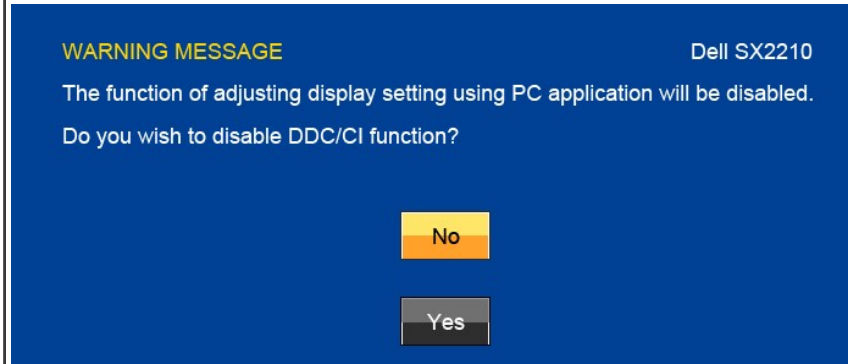 WARNING MESSAGE Dell SX2210
The function of adjusting display setting using PC application will be disabled.
Do you wish to disable DDC/CI function?
No
Yes